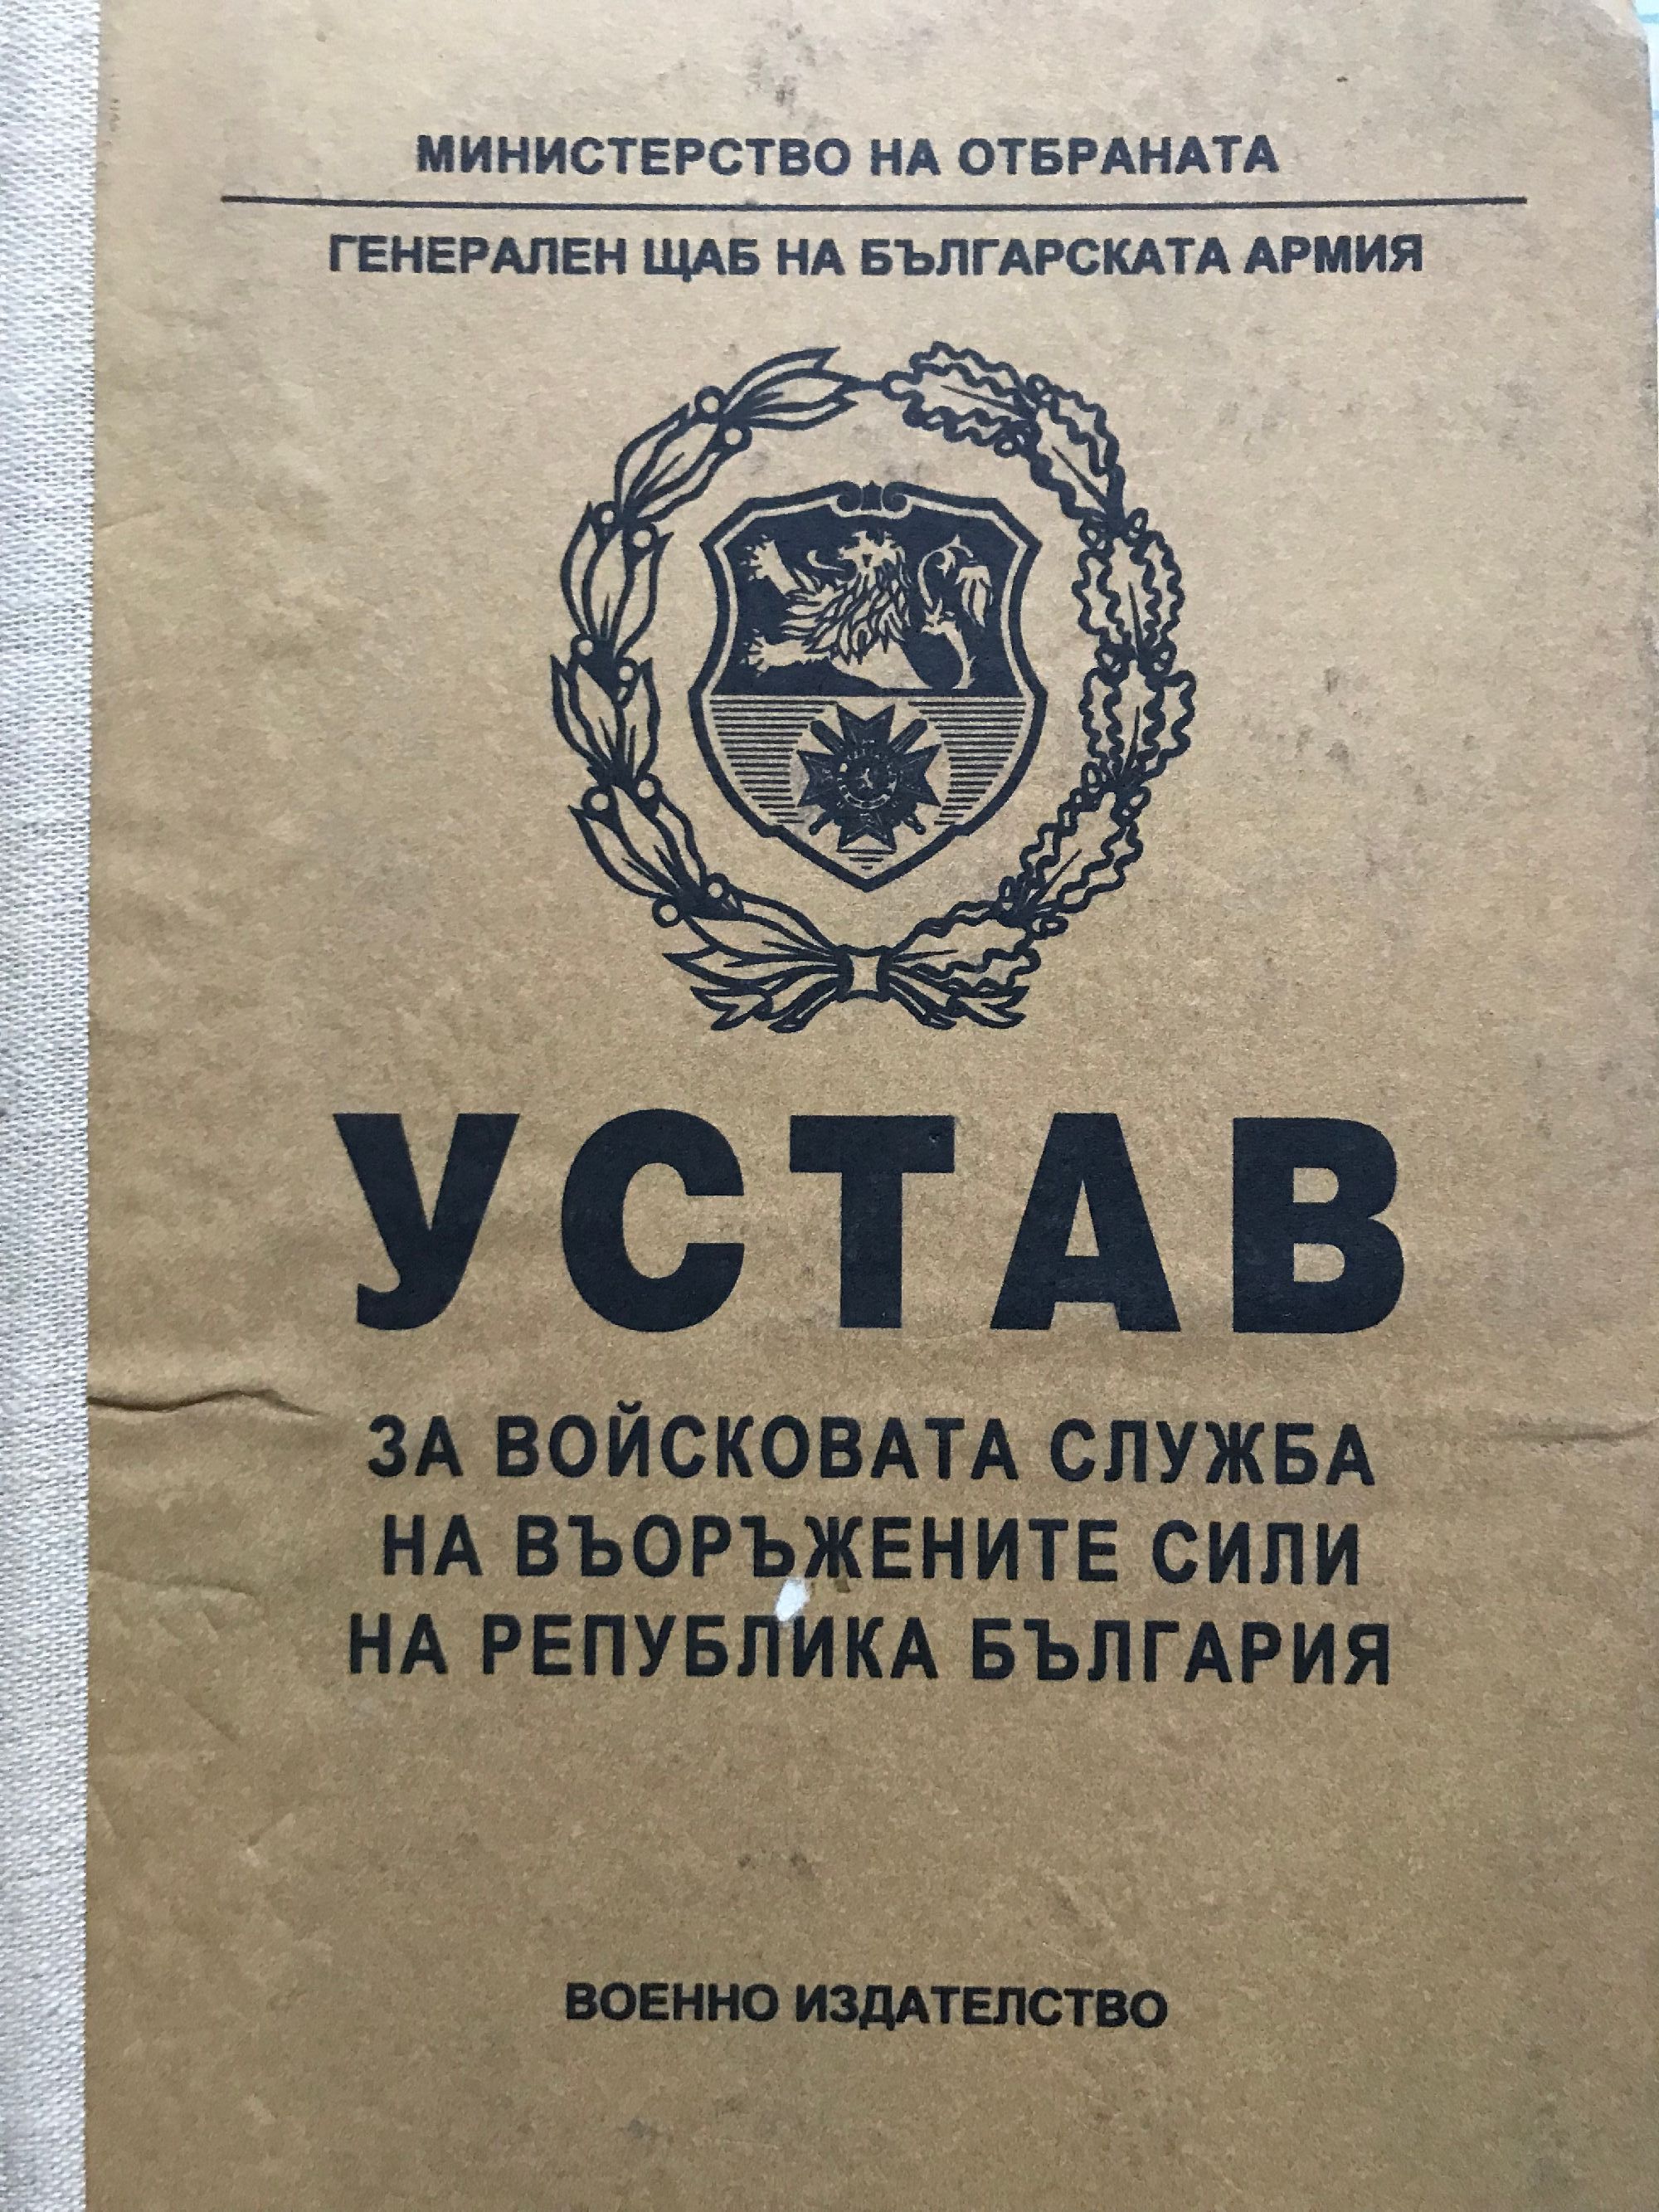 МИНИСТЕРСТВО НА ОТБРАНАТА
ГЕНЕРАЛЕН ЩАБ НА БЪЛГАРСКАТА АРМИЯ
УСТАВ
ЗА ВОЙСКОВАТА СЛУЖБА
НА ВЪОРЪЖЕНИТЕ СИЛИ
НА РЕПУБЛИКА БЪЛГАРИЯ
ВОЕННО ИЗДАТЕЛСТВО